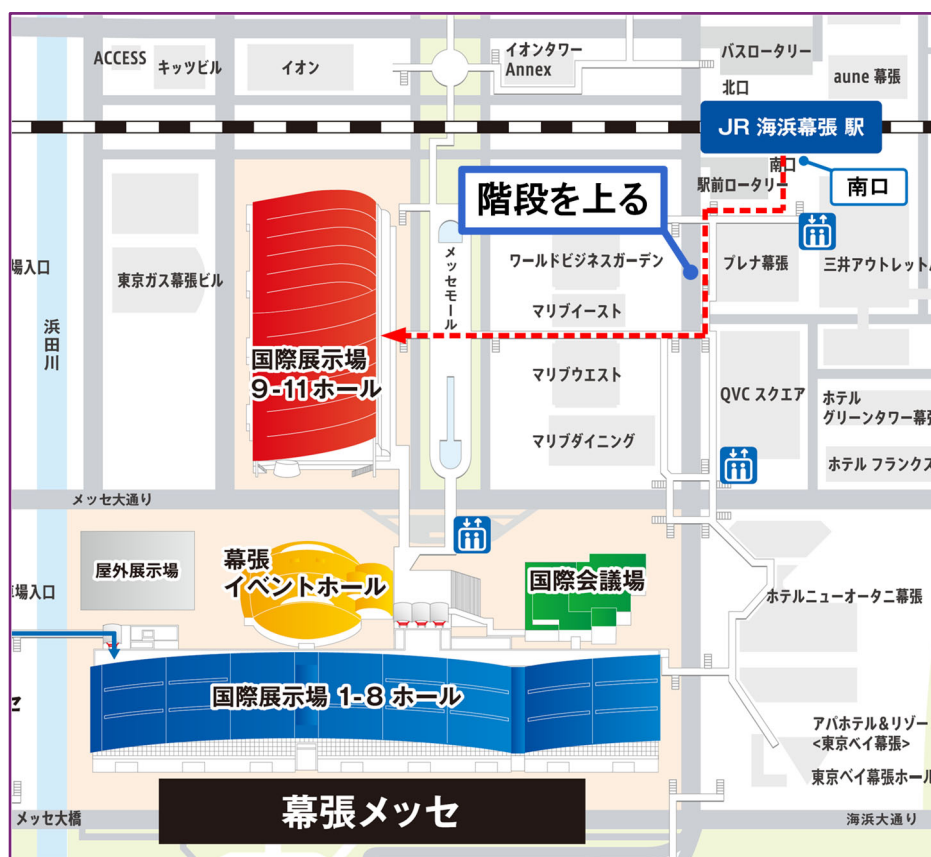 ACCESS
キッツビル
イオン
イオンタワー
Annex
バスロータリー
北口
aune 幕張
JR 海浜幕張 駅
南口
駅前ロータリー
南口
階段を上る
場入口
東京ガス幕張ビル
メッセモール
ワールドビジネスガーデン
プレナ幕張
三井アウトレット
マリブイースト
浜田川
国際展示場
9-11ホール
マリブウエスト
QVC スクエア
ホテル
グリーンタワー幕張
マリブダイニング
ホテル フランクス
メッセ大通り
屋外展示場
幕張
イベントホール
国際会議場
場入口
ホテルニューオータニ幕張
国際展示場 1-8 ホール
アパホテル&リゾー
<東京ベイ幕張>
東京ベイ幕張ホール
幕張メッセ
メッセ大橋
海浜大通り